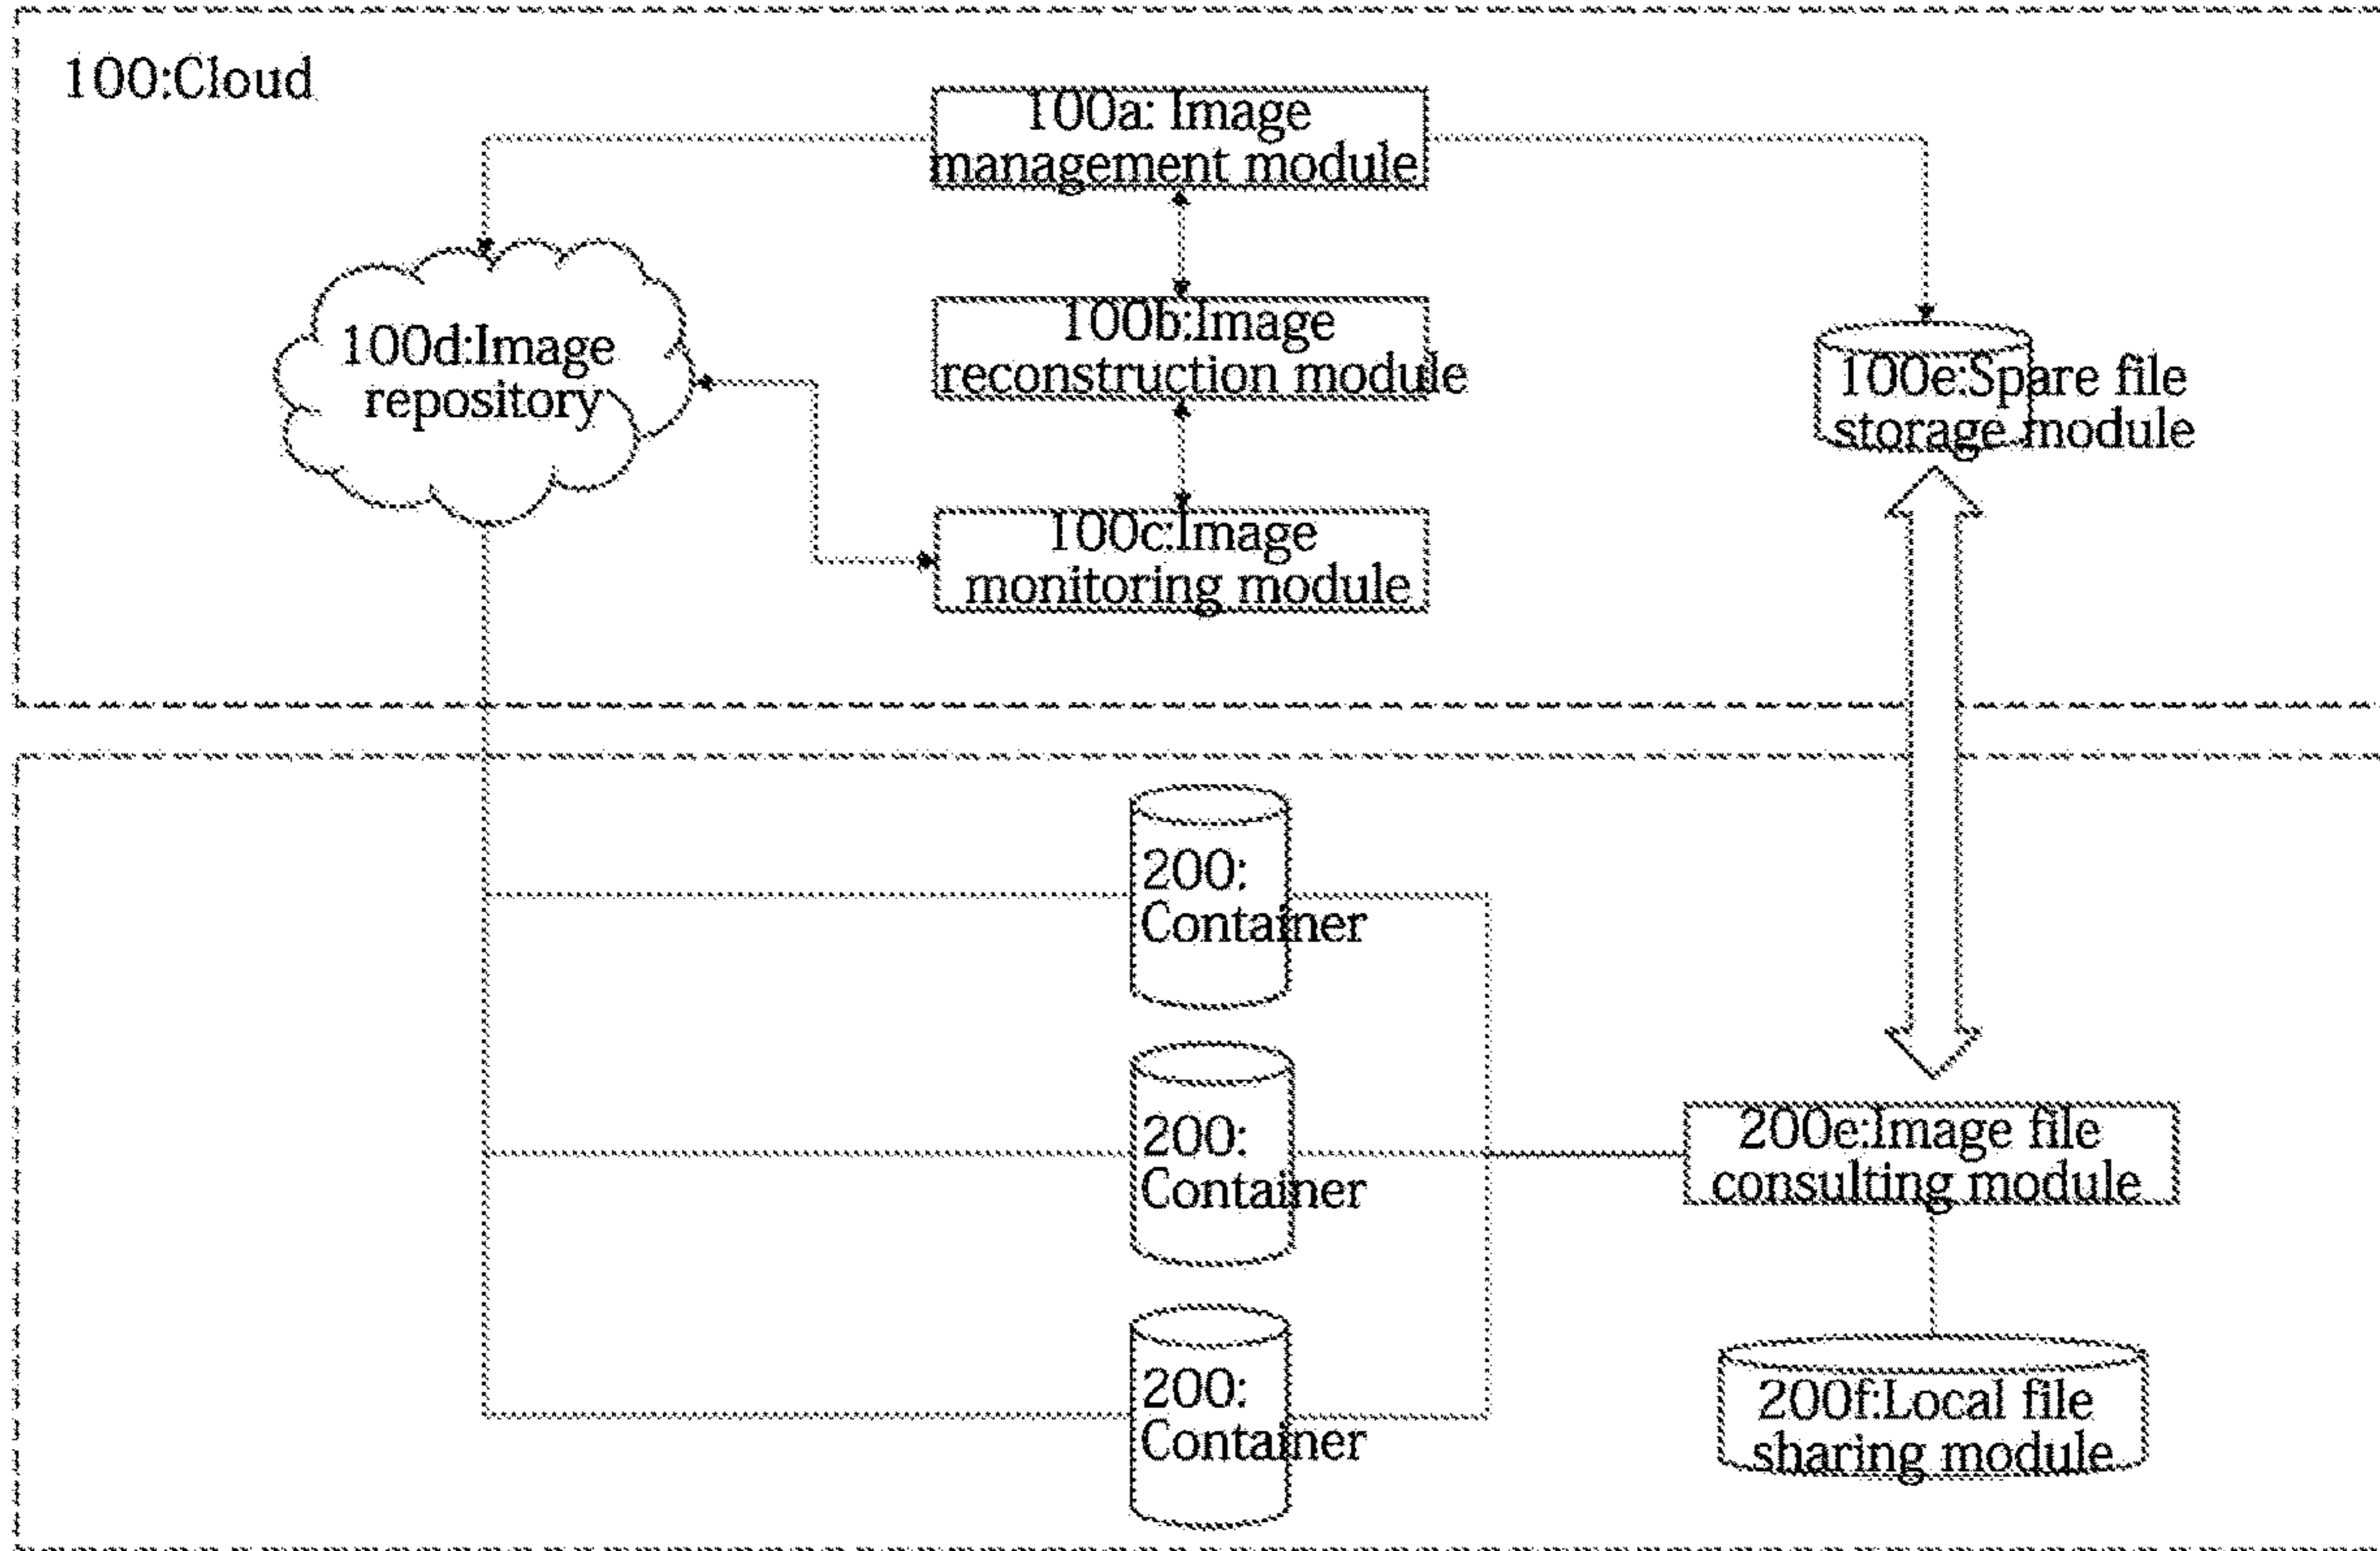 100:Cloud
100a: Image
management module
100d:Image
repository
100b:Image
reconstruction module
100e:Spare file
storage module
100c:Image
monitoring module
200:
Container
200:
Container
200e:Image file
consulting module
200:
Container
200f:Local file
sharing module